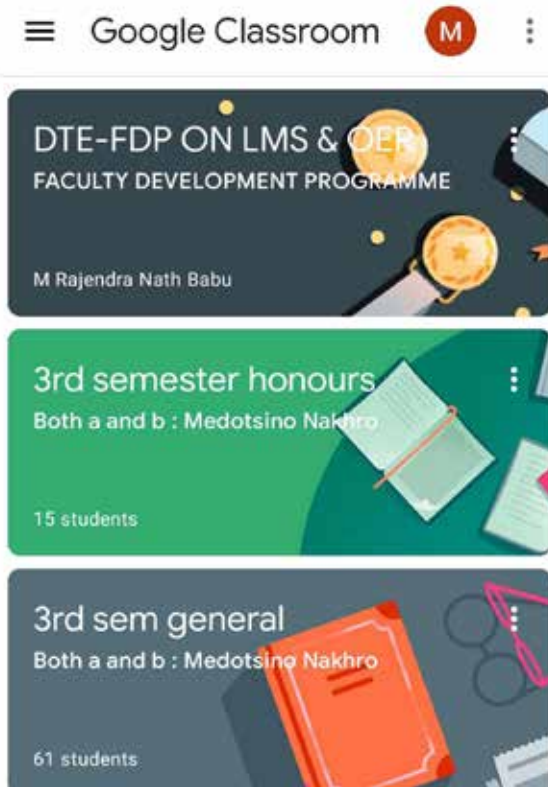 Google Classroom
M
DTE-FDP ON LMS & OER
FACULTY DEVELOPMENT PROGRAMME
M Rajendra Nath Babu
3rd semester honours
Both a and b : Medotsino Nakhro
15 students
3rd sem general
Both a and b : Medotsino Nakhro
61 students